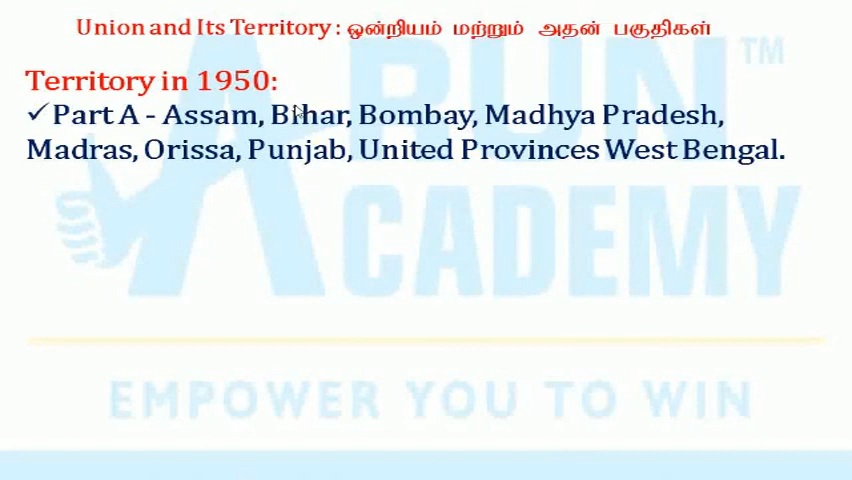 Union and Its Territory : ஒன்றியம் மற்றும் அதன் பகுதிகள்
Territory in 1950:
✓Part A - Assam, Bihar, Bombay, Madhya Pradesh,
Madras, Orissa, Punjab, United Provinces West Bengal.
ARUN™
ACADEMY
EMPOWER YOU TO WIN